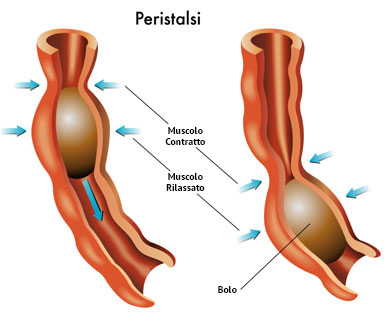 Peristalsi
Muscolo
Contratto
Muscolo
Rilassato
Bolo